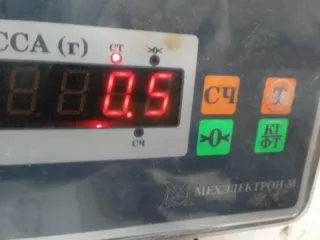 ССА (г)
СТ >0<
0.5
СЧ Т
СЧ
>0< КГ
ФТ
МЕХЭЛЕКТРОН-М